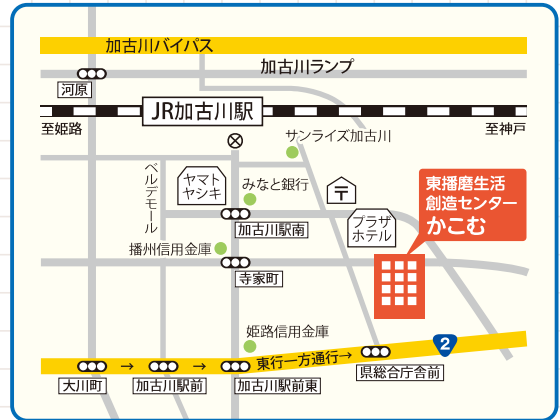 加古川バイパス
加古川ランプ
河原
JR加古川駅
至姫路
至神戸
サンライズ加古川
ベルデモール
ヤマト
ヤシキ
みなと銀行
〒
東播磨生活
創造センター
かこむ
加古川駅南
プラザ
ホテル
播州信用金庫
寺家町
姫路信用金庫
2
東行一方通行→
→
→
県総合庁舎前
大川町
加古川駅前
加古川駅前東